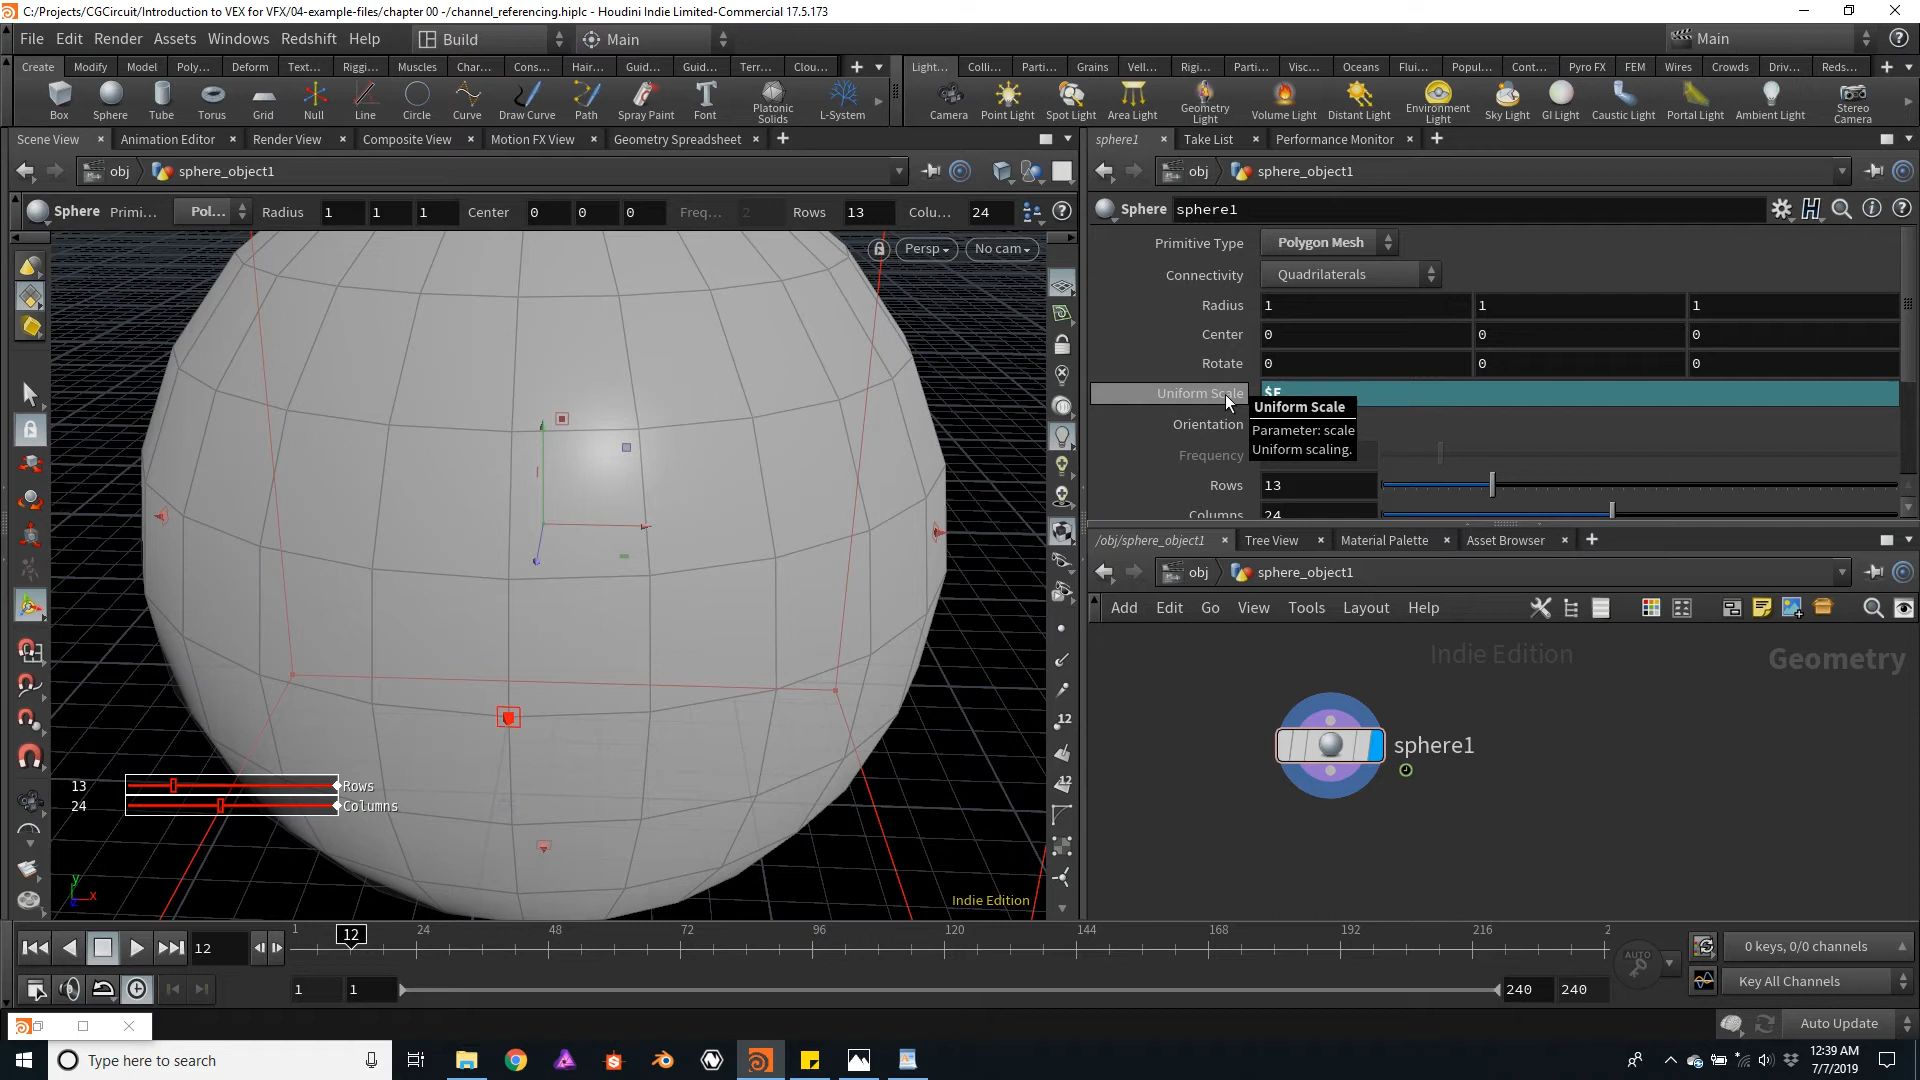 C:/Projects/CGCircuit/Introduction to VEX for VFX/04-example-files/chapter 00 -/channel_referencing.hiplc - Houdini Indie Limited-Commercial 17.5.173
File Edit Render Assets Windows Redshift Help Build Main Main
Create Modify Model Poly... Deform Text... Riggi... Muscles Char... Cons... Hair... Guid... Guid... Terr... Clou...
Light... Colli... Parti... Grains Vell... Rigi... Parti... Visc... Oceans Flui... Popul... Cont... Pyro FX FEM Wires Crowds Driv... Reds...
Box Sphere Tube Torus Grid Null Line Circle Curve Draw Curve Path Spray Paint Font Platonic Solids L-System
Camera Point Light Spot Light Area Light Geometry Light Volume Light Distant Light Environment Light Sky Light GI Light Caustic Light Portal Light Ambient Light Stereo Camera
Scene View Animation Editor Render View Composite View Motion FX View Geometry Spreadsheet
sphere1 Take List Performance Monitor
obj sphere_object1
obj sphere_object1
Sphere Primi... Pol... Radius 1 1 1 Center 0 0 0 Freq... 2 Rows 13 Colu... 24
Sphere sphere1
Persp No cam
Primitive Type Polygon Mesh
Connectivity Quadrilaterals
Radius 1 1 1
Center 0 0 0
Rotate 0 0 0
Uniform Scale $F
Uniform Scale
Parameter: scale
Uniform scaling.
Orientation
Frequency
Rows 13
Columns 24
/obj/sphere_object1 Tree View Material Palette Asset Browser
obj sphere_object1
Add Edit Go View Tools Layout Help
Indie Edition Geometry
sphere1
12
12
13 Rows
24 Columns
y
x
z
Indie Edition
12 1 12 24 48 72 96 120 144 168 192 216 2
AUTO
0 keys, 0/0 channels
1 1 240 240
Key All Channels
Auto Update
Type here to search
12:39 AM
7/7/2019